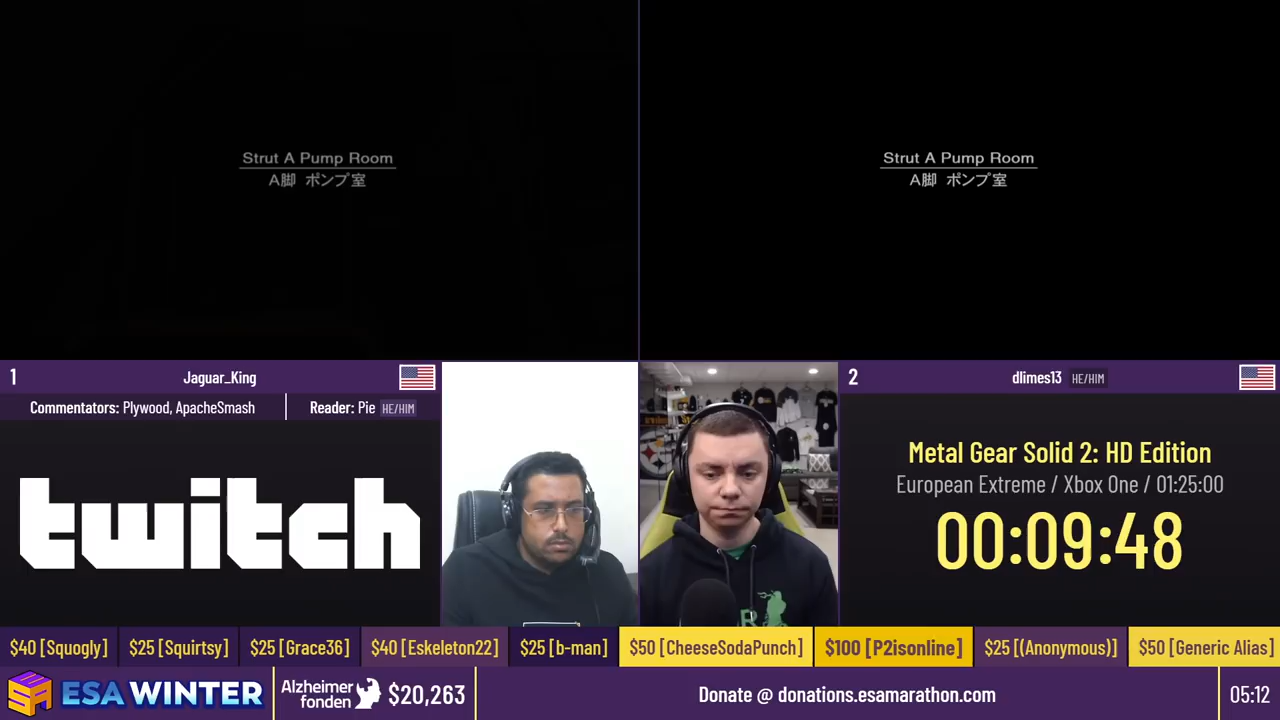 Strut A Pump Room
A脚 ポンプ室
Strut A Pump Room
A脚 ポンプ室
1
Jaguar_King
Commentators: Plywood, ApacheSmash
Reader: Pie HE/HIM
twitch
2
dlimes13 HE/HIM
Metal Gear Solid 2: HD Edition
European Extreme / Xbox One / 01:25:00
00:09:48
$40 [Squogly]
$25 [Squirtsy]
$25 [Grace36]
$40 [Eskeleton22]
$25 [b-man]
$50 [CheeseSodaPunch]
$100 [P2isonline]
$25 [(Anonymous)]
$50 [Generic Alias]
ESA WINTER
Alzheimer
fonden
$20,263
Donate @ donations.esamarathon.com
05:12